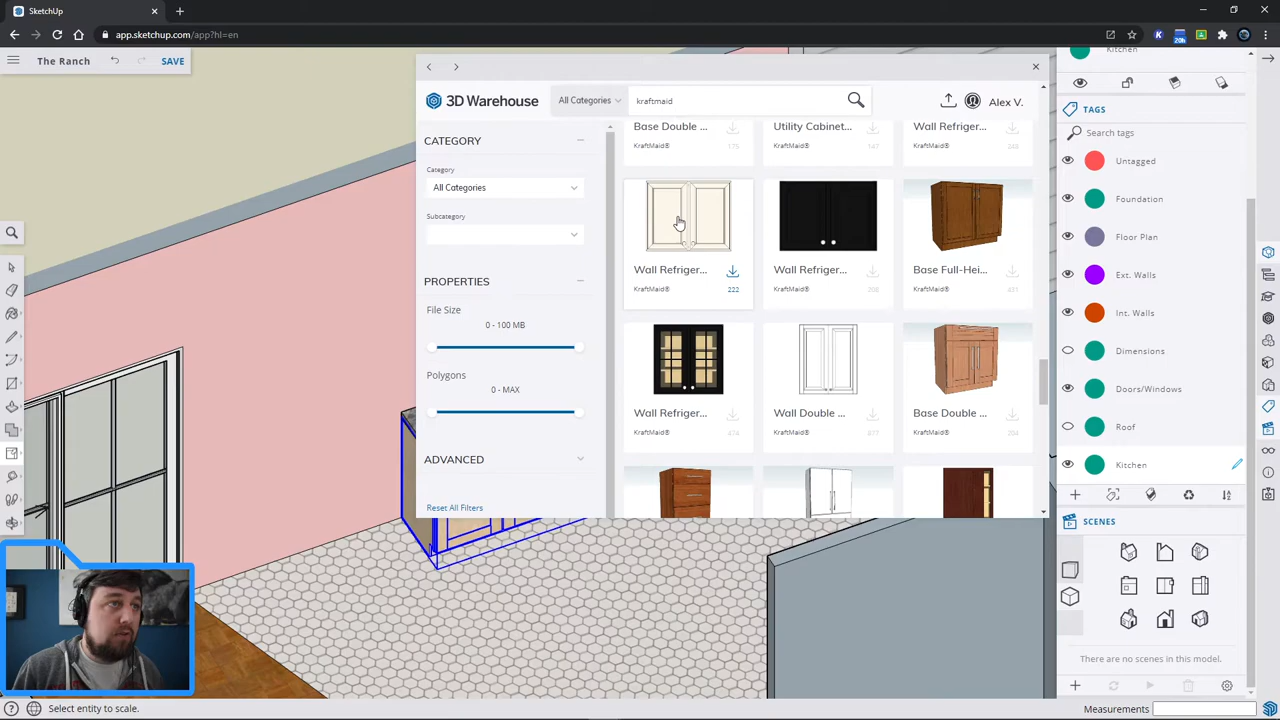 SketchUp
app.sketchup.com/app?hl=en
20h
The Ranch
SAVE
3D Warehouse
All Categories
kraftmaid
Alex V.
CATEGORY
Category
All Categories
Subcategory
PROPERTIES
File Size
0 - 100 MB
Polygons
0 - MAX
ADVANCED
Reset All Filters
Base Double ...
KraftMaid®
175
Utility Cabinet...
KraftMaid®
147
Wall Refriger...
KraftMaid®
Wall Refriger...
KraftMaid®
222
Wall Refriger...
KraftMaid®
Base Full-Hei...
KraftMaid®
Wall Refriger...
KraftMaid®
Wall Double ...
KraftMaid®
Base Double ...
KraftMaid®
Kitchen
TAGS
Search tags
Untagged
Foundation
Floor Plan
Ext. Walls
Int. Walls
Dimensions
Doors/Windows
Roof
Kitchen
SCENES
There are no scenes in this model.
Select entity to scale.
Measurements